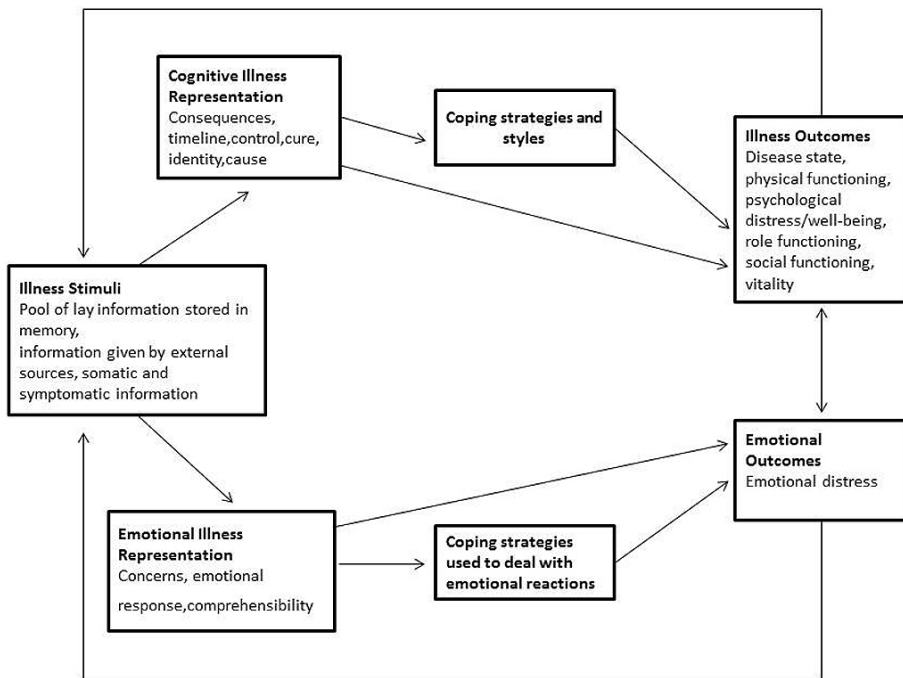 Cognitive Illness
Representation
Consequences,
timeline,control,cure,
identity,cause
Coping strategies and
styles
Illness Outcomes
Disease state,
physical functioning,
psychological
distress/well-being,
role functioning,
social functioning,
vitality
Illness Stimuli
Pool of lay information stored in
memory,
information given by external
sources, somatic and
symptomatic information
Emotional
Outcomes
Emotional distress
Emotional Illness
Representation
Concerns, emotional
response,comprehensibility
Coping strategies
used to deal with
emotional reactions